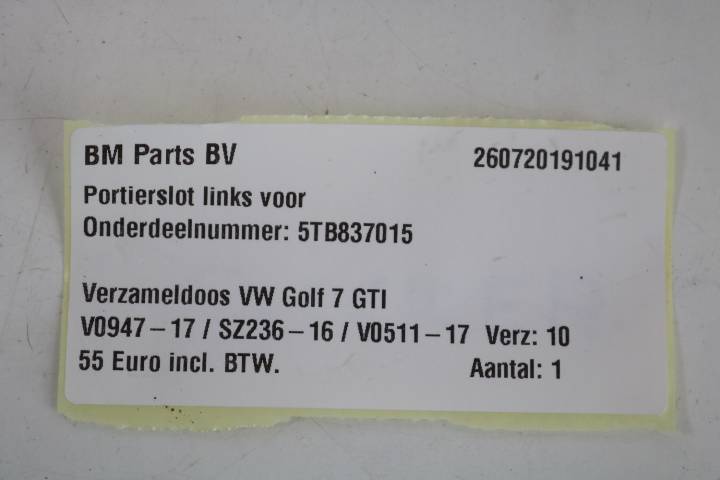 BM Parts BV 260720191041
Portierslot links voor
Onderdeelnummer: 5TB837015
Verzameldoos VW Golf 7 GTI
V0947-17 / SZ236-16 / V0511-17 Verz: 10
55 Euro incl. BTW. Aantal: 1